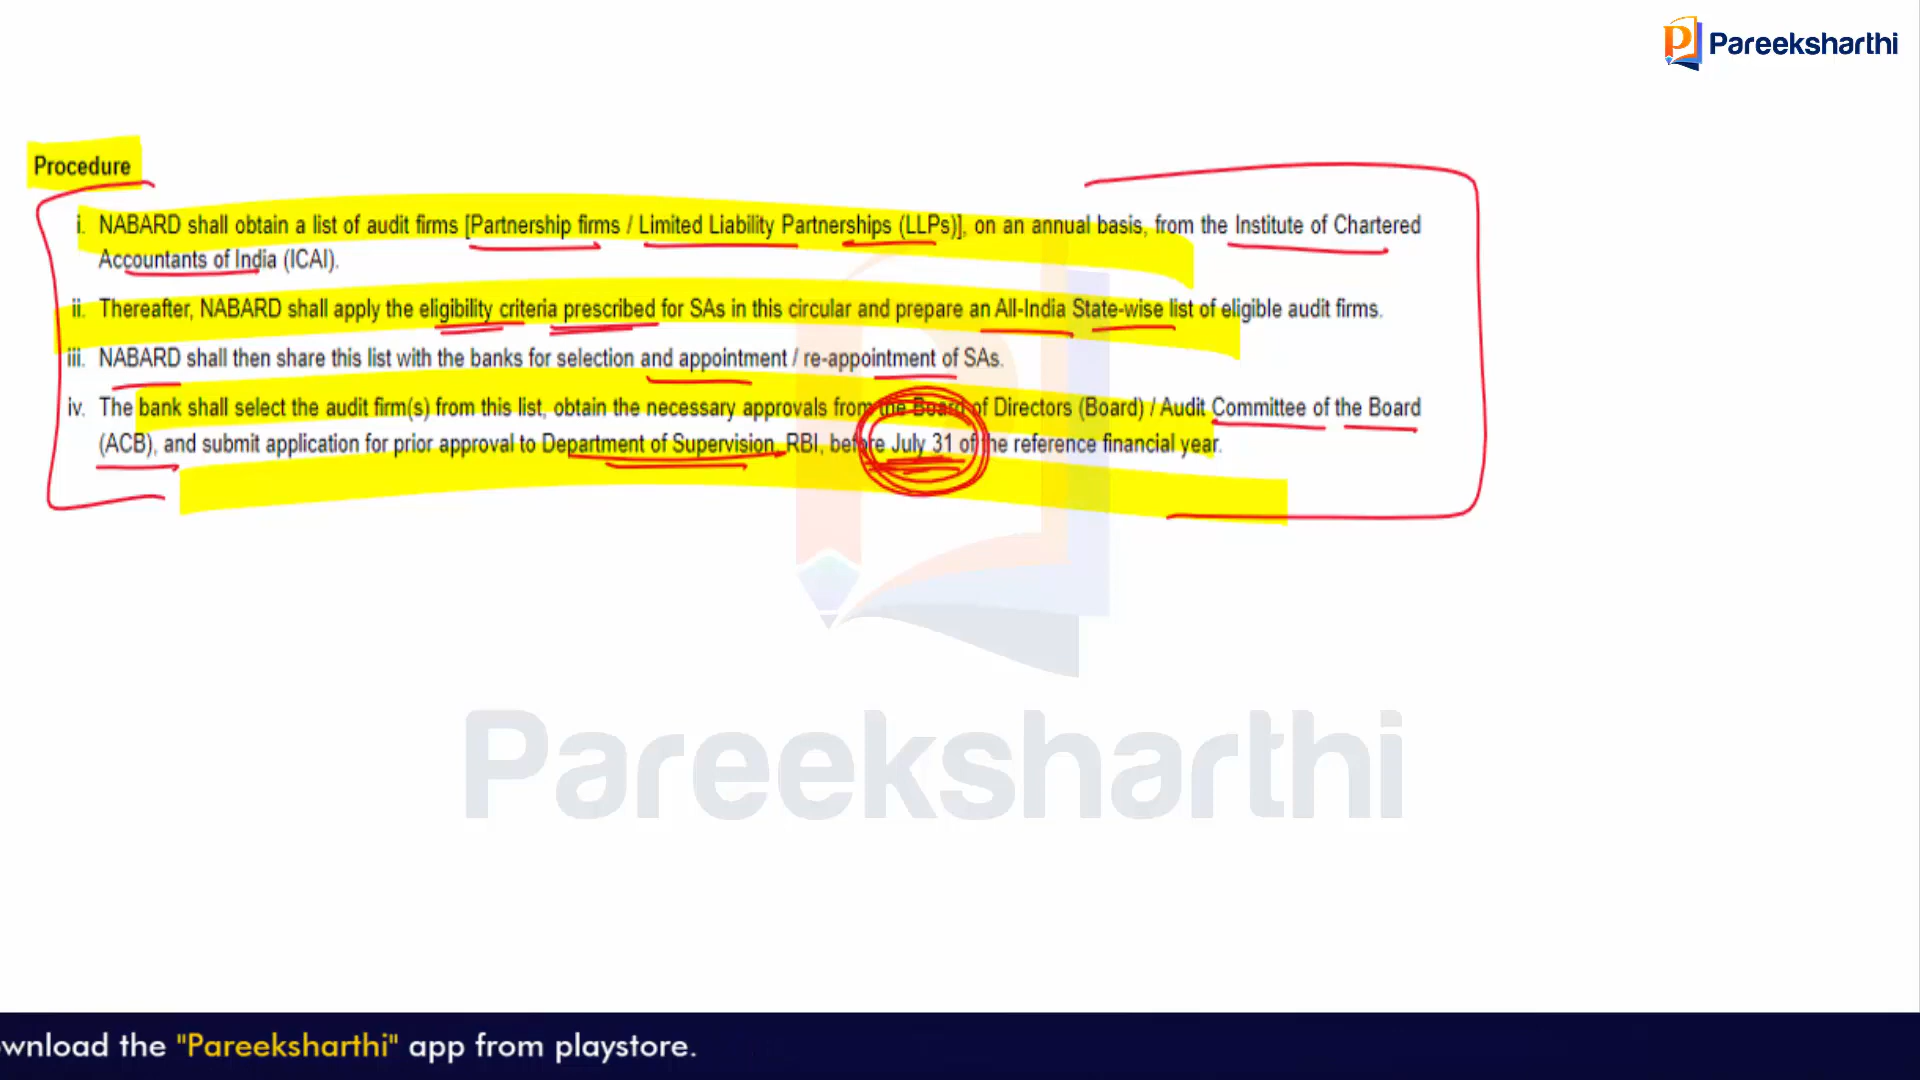 Pareeksharthi
Procedure
i. NABARD shall obtain a list of audit firms [Partnership firms / Limited Liability Partnerships (LLPs)], on an annual basis, from the Institute of Chartered
Accountants of India (ICAI).
ii. Thereafter, NABARD shall apply the eligibility criteria prescribed for SAs in this circular and prepare an All-India State-wise list of eligible audit firms.
iii. NABARD shall then share this list with the banks for selection and appointment / re-appointment of SAs.
iv. The bank shall select the audit firm(s) from this list, obtain the necessary approvals from the Board of Directors (Board) / Audit Committee of the Board
(ACB), and submit application for prior approval to Department of Supervision, RBI, before July 31 of the reference financial year.
Pareeksharthi
wnload the "Pareeksharthi" app from playstore.